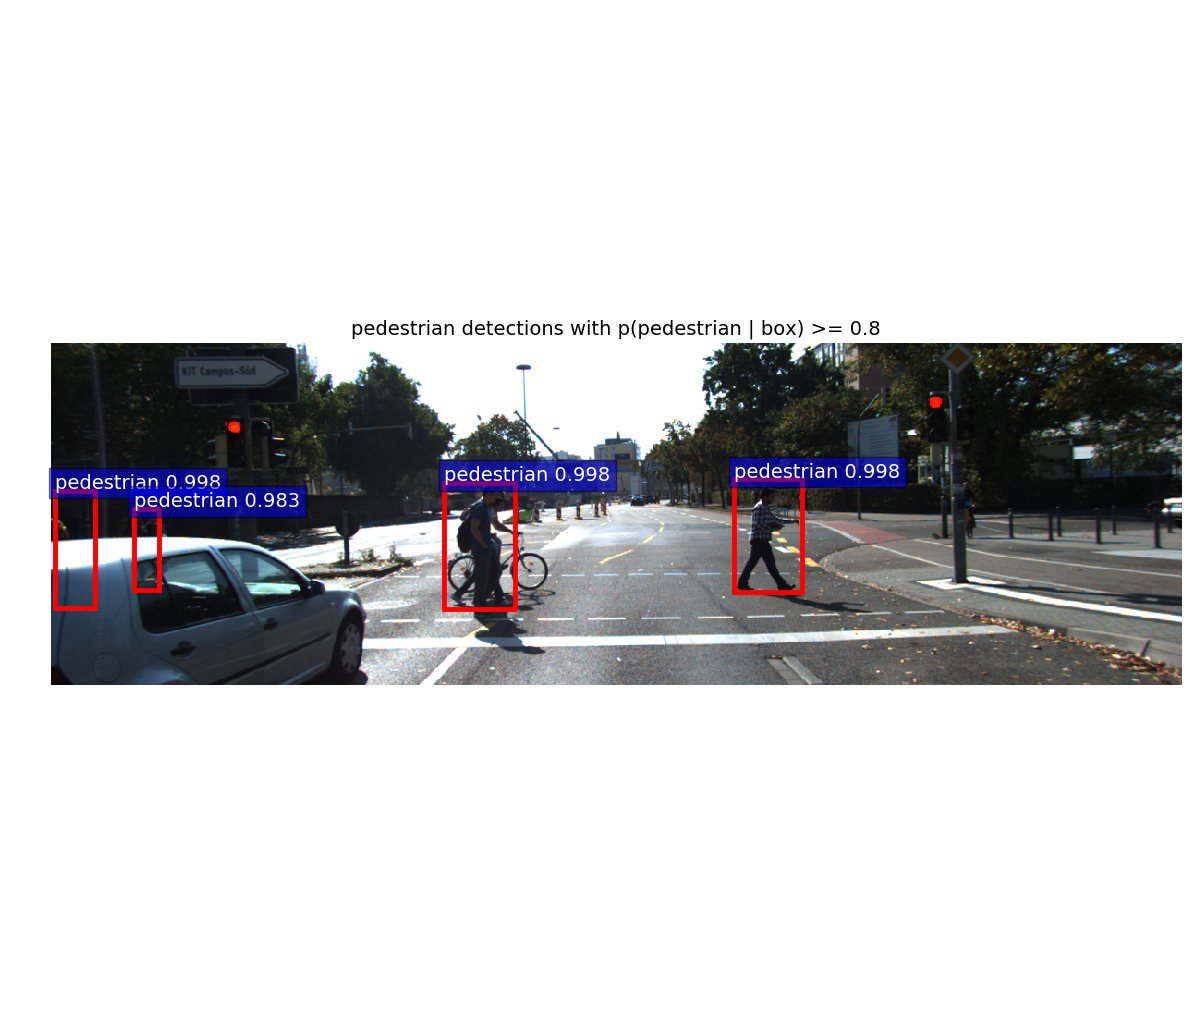 pedestrian detections with p(pedestrian | box) >= 0.8
KIT Campus-Süd
pedestrian 0.998
pedestrian 0.983
pedestrian 0.998
pedestrian 0.998